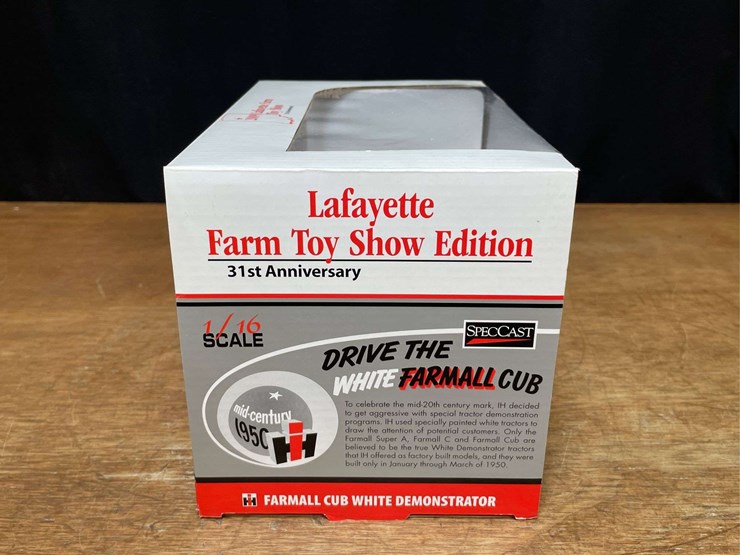 Lafayette
Farm Toy Show Edition
31st Anniversary
1/16
SCALE
SPECCAST
DRIVE THE
WHITE FARMALL CUB
mid-century
1950
IH
To celebrate the mid-20th century mark, IH decided
to get aggressive with special tractor demonstration
programs. IH used specially painted white tractors to
draw the attention of potential customers. Only the
Farmall Super A, Farmall C and Farmall Cub are
believed to be the true White Demonstrator tractors
that IH offered as factory built models, and they were
built only in January through March of 1950.
IH FARMALL CUB WHITE DEMONSTRATOR